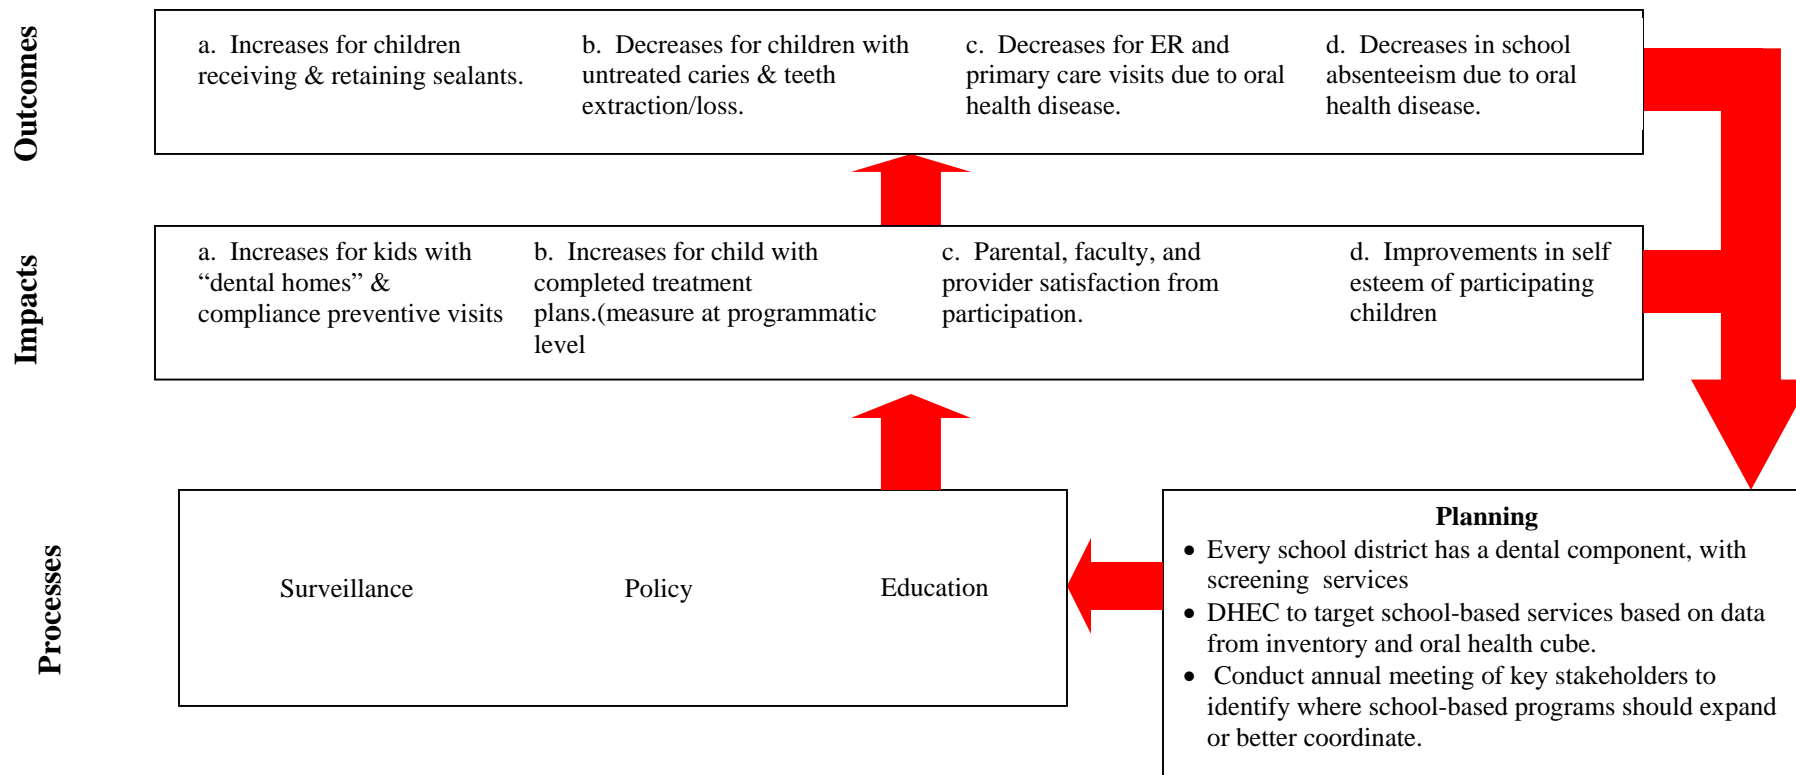 Outcomes
a. Increases for children
receiving & retaining sealants.
b. Decreases for children with
untreated caries & teeth
extraction/loss.
c. Decreases for ER and
primary care visits due to oral
health disease.
d. Decreases in school
absenteeism due to oral
health disease.
Impacts
a. Increases for kids with
“dental homes” &
compliance preventive visits
b. Increases for child with
completed treatment
plans.(measure at programmatic
level
c. Parental, faculty, and
provider satisfaction from
participation.
d. Improvements in self
esteem of participating
children
Processes
Surveillance
Policy
Education
Planning
• Every school district has a dental component, with
screening services
• DHEC to target school-based services based on data
from inventory and oral health cube.
• Conduct annual meeting of key stakeholders to
identify where school-based programs should expand
or better coordinate.